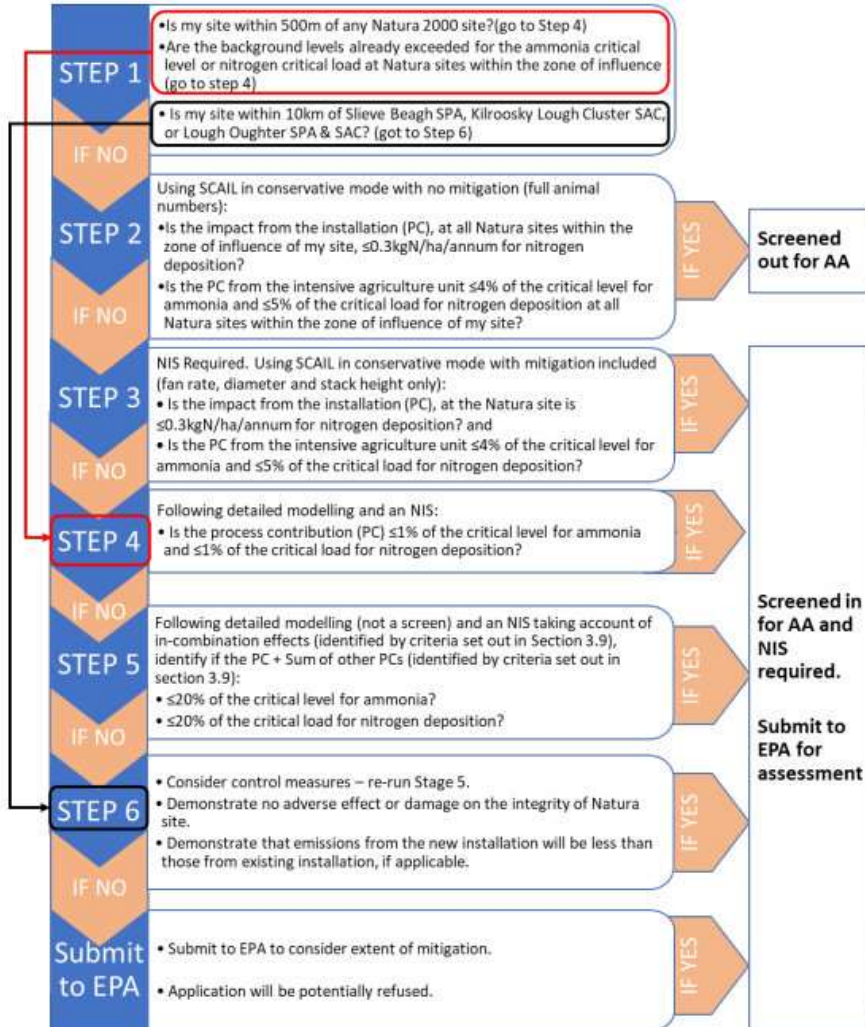 STEP 1
•Is my site within 500m of any Natura 2000 site?(go to Step 4)
•Are the background levels already exceeded for the ammonia critical
level or nitrogen critical load at Natura sites within the zone of influence
(go to step 4)
• Is my site within 10km of Slieve Beagh SPA, Kilroosky Lough Cluster SAC,
or Lough Oughter SPA & SAC? (got to Step 6)
IF NO
STEP 2
Using SCAIL in conservative mode with no mitigation (full animal
numbers):
•Is the impact from the installation (PC), at all Natura sites within the
zone of influence of my site, ≤0.3kgN/ha/annum for nitrogen
deposition?
•Is the PC from the intensive agriculture unit ≤4% of the critical level for
ammonia and ≤5% of the critical load for nitrogen deposition at all
Natura sites within the zone of influence of my site?
IF YES
Screened
out for AA
IF NO
STEP 3
NIS Required. Using SCAIL in conservative mode with mitigation included
(fan rate, diameter and stack height only):
• Is the impact from the installation (PC), at the Natura site is
≤0.3kgN/ha/annum for nitrogen deposition? and
• Is the PC from the intensive agriculture unit ≤4% of the critical level for
ammonia and ≤5% of the critical load for nitrogen deposition?
IF YES
IF NO
STEP 4
Following detailed modelling and an NIS:
• Is the process contribution (PC) ≤1% of the critical level for ammonia
and ≤1% of the critical load for nitrogen deposition?
IF YES
IF NO
STEP 5
Following detailed modelling (not a screen) and an NIS taking account of
in-combination effects (identified by criteria set out in Section 3.9),
identify if the PC + Sum of other PCs (identified by criteria set out in
section 3.9):
• ≤20% of the critical level for ammonia?
• ≤20% of the critical load for nitrogen deposition?
IF YES
Screened in
for AA and
NIS
required.
Submit to
EPA for
assessment
IF NO
STEP 6
• Consider control measures – re-run Stage 5.
• Demonstrate no adverse effect or damage on the integrity of Natura
site.
• Demonstrate that emissions from the new installation will be less than
those from existing installation, if applicable.
IF YES
IF NO
Submit
to EPA
• Submit to EPA to consider extent of mitigation.
• Application will be potentially refused.
IF YES